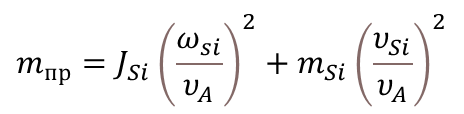 m_пр = J_Si (ω_si / υ_A)² + m_Si (υ_Si / υ_A)²